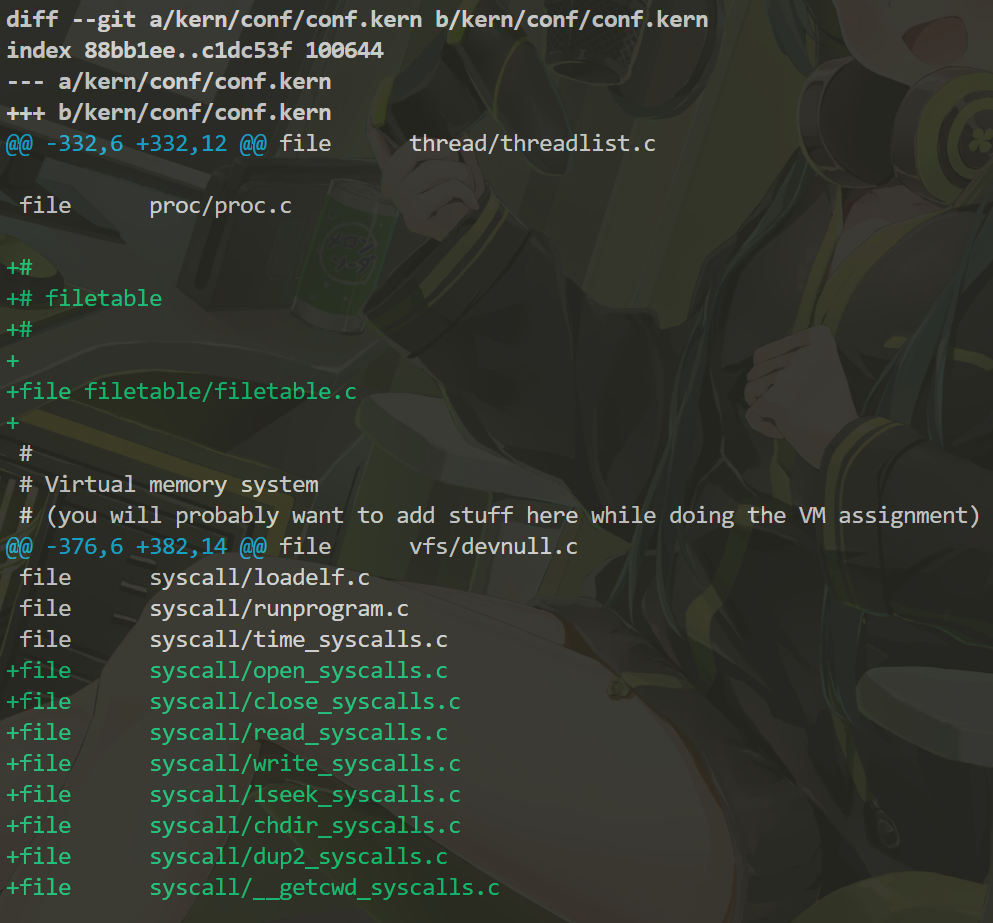 diff --git a/kern/conf/conf.kern b/kern/conf/conf.kern
index 88bb1ee..c1dc53f 100644
--- a/kern/conf/conf.kern
+++ b/kern/conf/conf.kern
@@ -332,6 +332,12 @@ file      thread/threadlist.c
 file      proc/proc.c
+#
+# filetable
+#
+
+file filetable/filetable.c
+
 #
 # Virtual memory system
 # (you will probably want to add stuff here while doing the VM assignment)
@@ -376,6 +382,14 @@ file      vfs/devnull.c
 file      syscall/loadelf.c
 file      syscall/runprogram.c
 file      syscall/time_syscalls.c
+file      syscall/open_syscalls.c
+file      syscall/close_syscalls.c
+file      syscall/read_syscalls.c
+file      syscall/write_syscalls.c
+file      syscall/lseek_syscalls.c
+file      syscall/chdir_syscalls.c
+file      syscall/dup2_syscalls.c
+file      syscall/__getcwd_syscalls.c